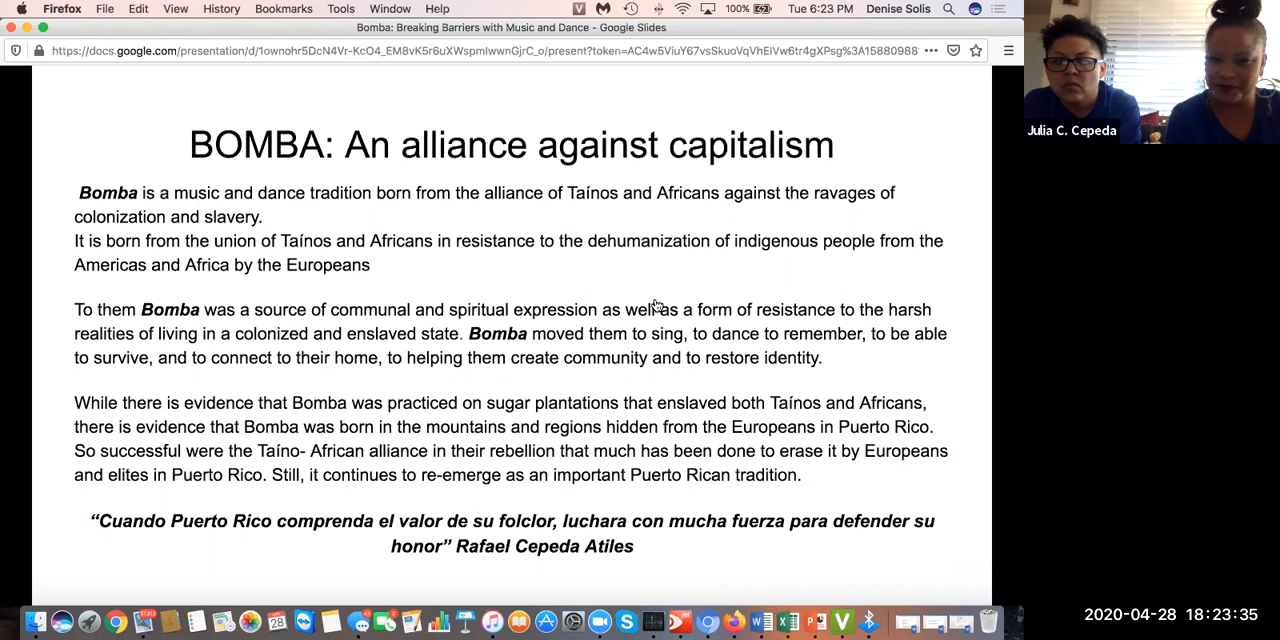 Firefox File Edit View History Bookmarks Tools Window Help 100% Tue 6:23 PM Denise Solis
Bomba: Breaking Barriers with Music and Dance - Google Slides
https://docs.google.com/presentation/d/1ownohr5DcN4Vr-KcO4_EM8vK5r6uXWspmIwwnGjrC_o/present?token=AC4w5ViuY67vsSkuoVqVhEIVw6tr4gXPsg%3A15880988
Julia C. Cepeda
BOMBA: An alliance against capitalism
Bomba is a music and dance tradition born from the alliance of Taínos and Africans against the ravages of
colonization and slavery.
It is born from the union of Taínos and Africans in resistance to the dehumanization of indigenous people from the
Americas and Africa by the Europeans
To them Bomba was a source of communal and spiritual expression as well as a form of resistance to the harsh
realities of living in a colonized and enslaved state. Bomba moved them to sing, to dance to remember, to be able
to survive, and to connect to their home, to helping them create community and to restore identity.
While there is evidence that Bomba was practiced on sugar plantations that enslaved both Taínos and Africans,
there is evidence that Bomba was born in the mountains and regions hidden from the Europeans in Puerto Rico.
So successful were the Taíno- African alliance in their rebellion that much has been done to erase it by Europeans
and elites in Puerto Rico. Still, it continues to re-emerge as an important Puerto Rican tradition.
“Cuando Puerto Rico comprenda el valor de su folclor, luchara con mucha fuerza para defender su
honor” Rafael Cepeda Atiles
2020-04-28 18:23:35